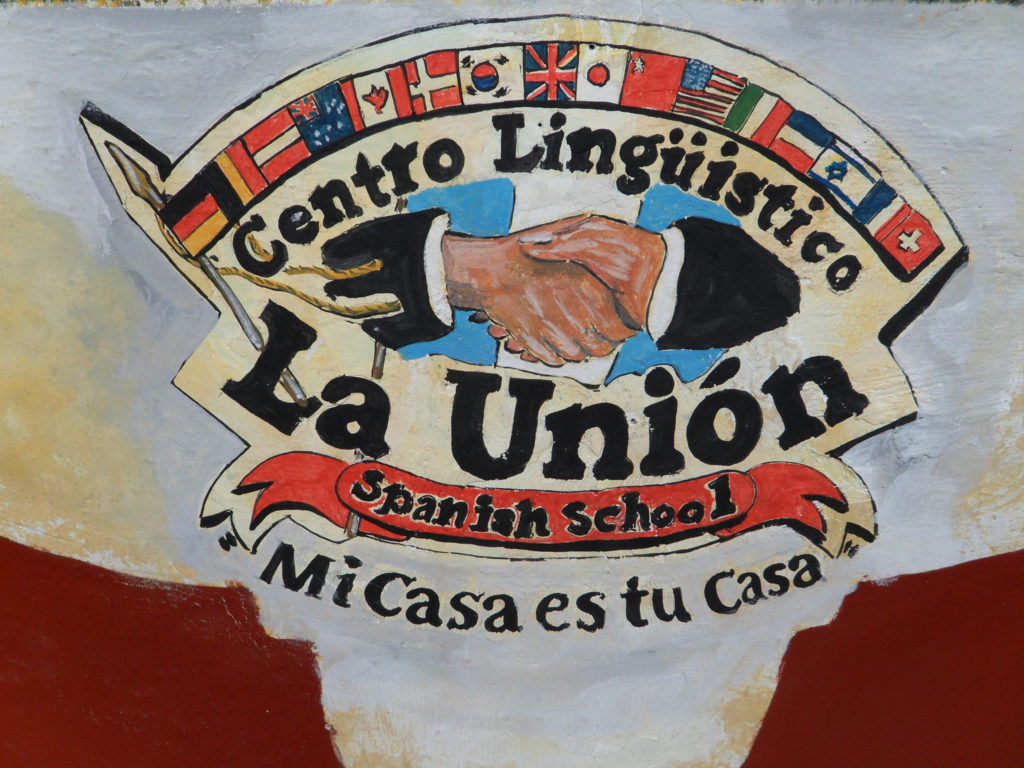 Centro Lingüistico
La Unión
Spanish School
"Mi Casa es tu Casa"